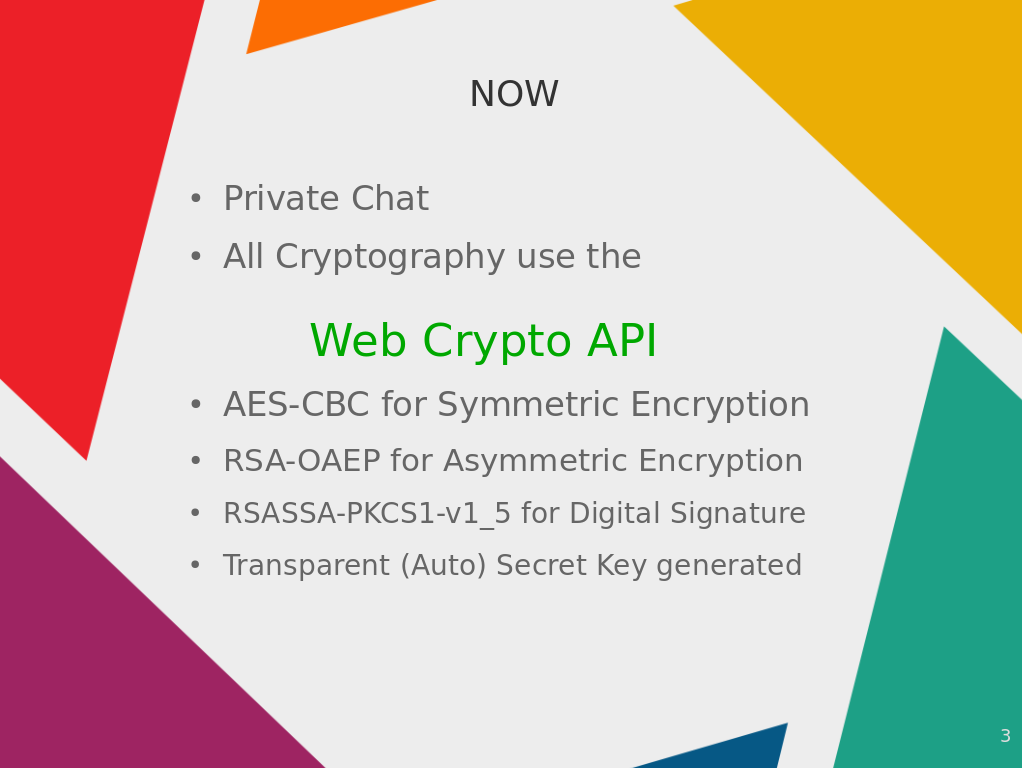 NOW
• Private Chat
• All Cryptography use the
Web Crypto API
• AES-CBC for Symmetric Encryption
• RSA-OAEP for Asymmetric Encryption
• RSASSA-PKCS1-v1_5 for Digital Signature
• Transparent (Auto) Secret Key generated
3